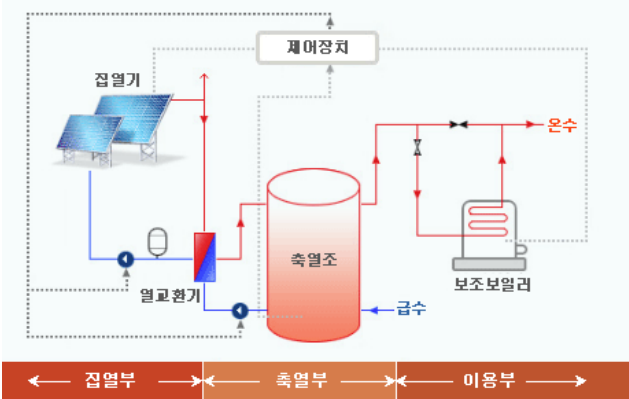 제어장치
집열기
온수
축열조
보조보일러
열교환기
급수
집열부
축열부
이용부